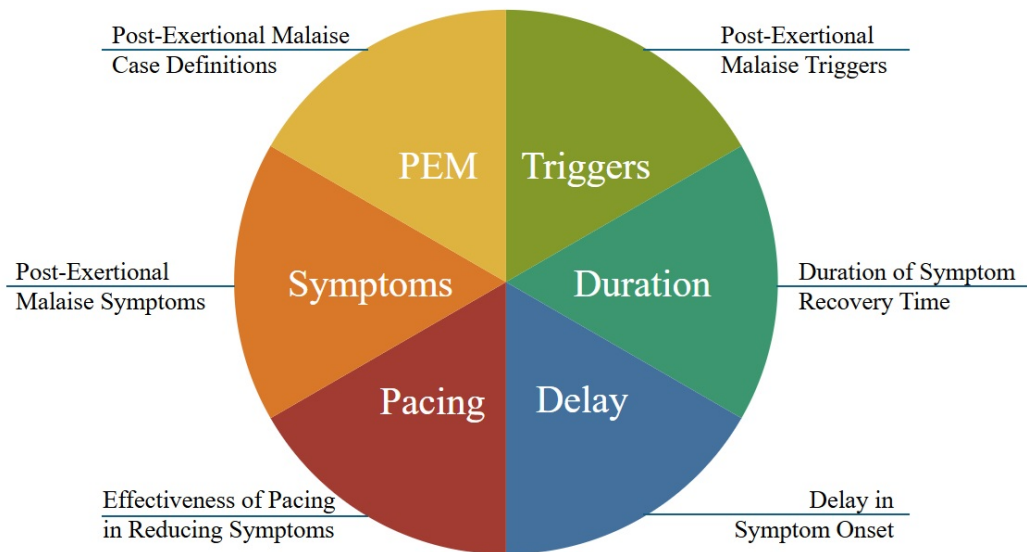 Post-Exertional Malaise
Case Definitions
Post-Exertional
Malaise Triggers
PEM
Triggers
Post-Exertional
Malaise Symptoms
Symptoms
Duration
Duration of Symptom
Recovery Time
Pacing
Delay
Effectiveness of Pacing
in Reducing Symptoms
Delay in
Symptom Onset